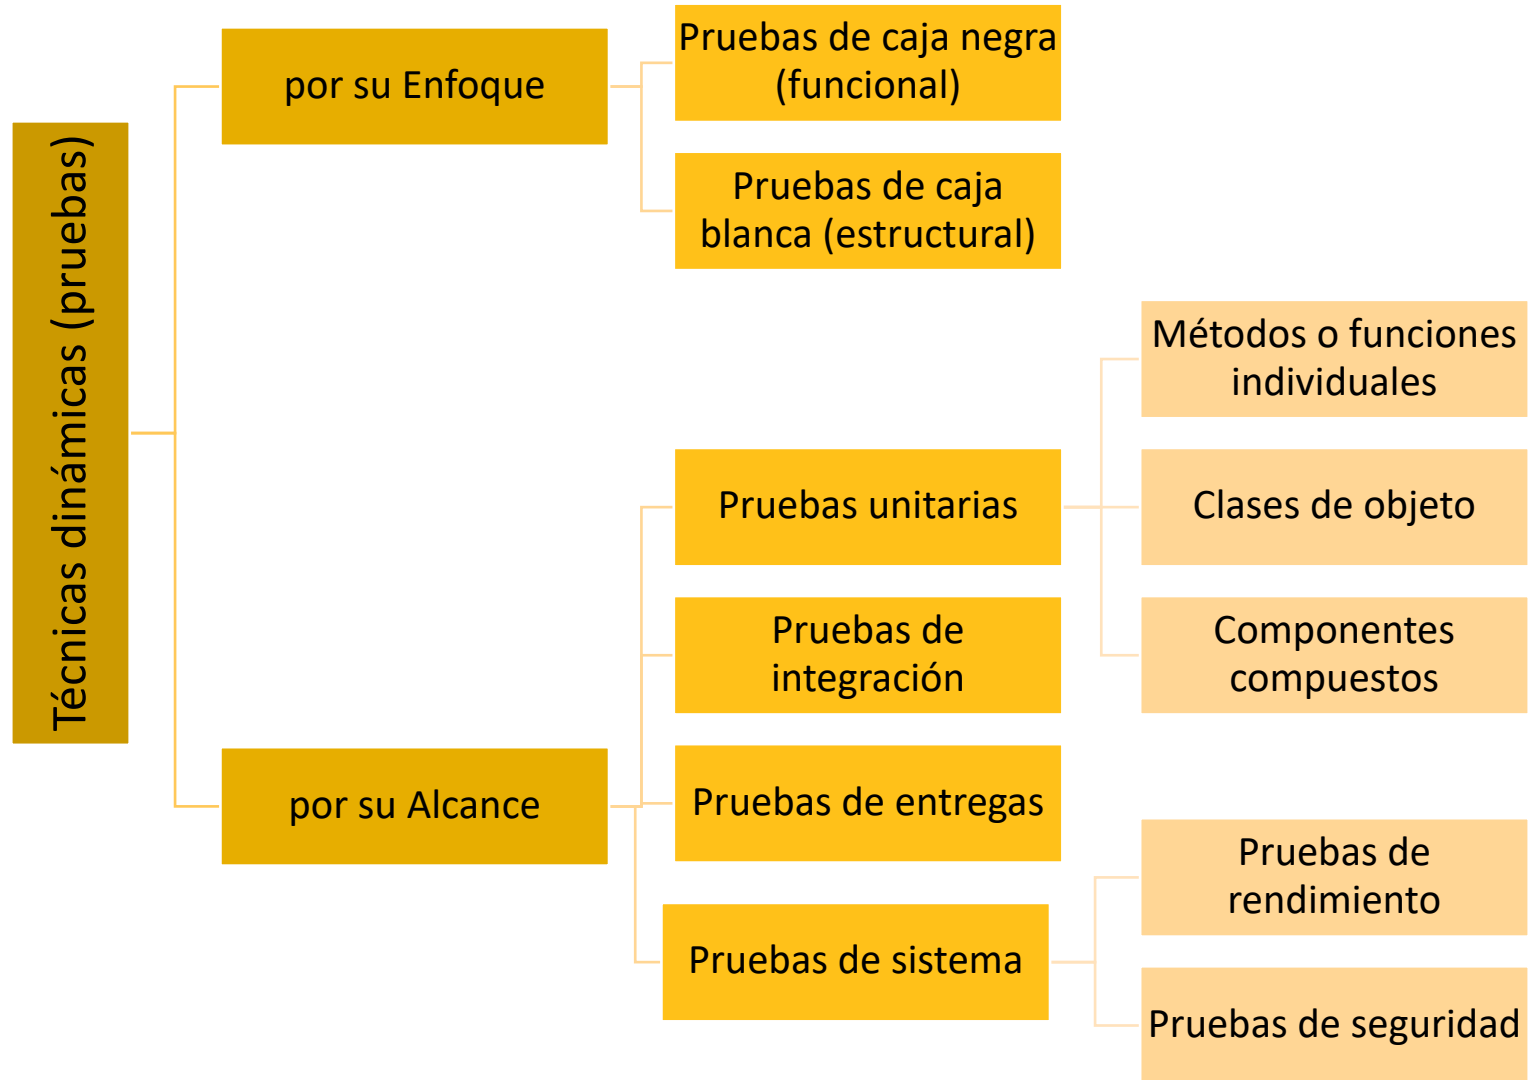 Técnicas dinámicas (pruebas)
por su Enfoque
Pruebas de caja negra
(funcional)
Pruebas de caja
blanca (estructural)
por su Alcance
Pruebas unitarias
Métodos o funciones
individuales
Clases de objeto
Componentes
compuestos
Pruebas de
integración
Pruebas de entregas
Pruebas de sistema
Pruebas de
rendimiento
Pruebas de seguridad